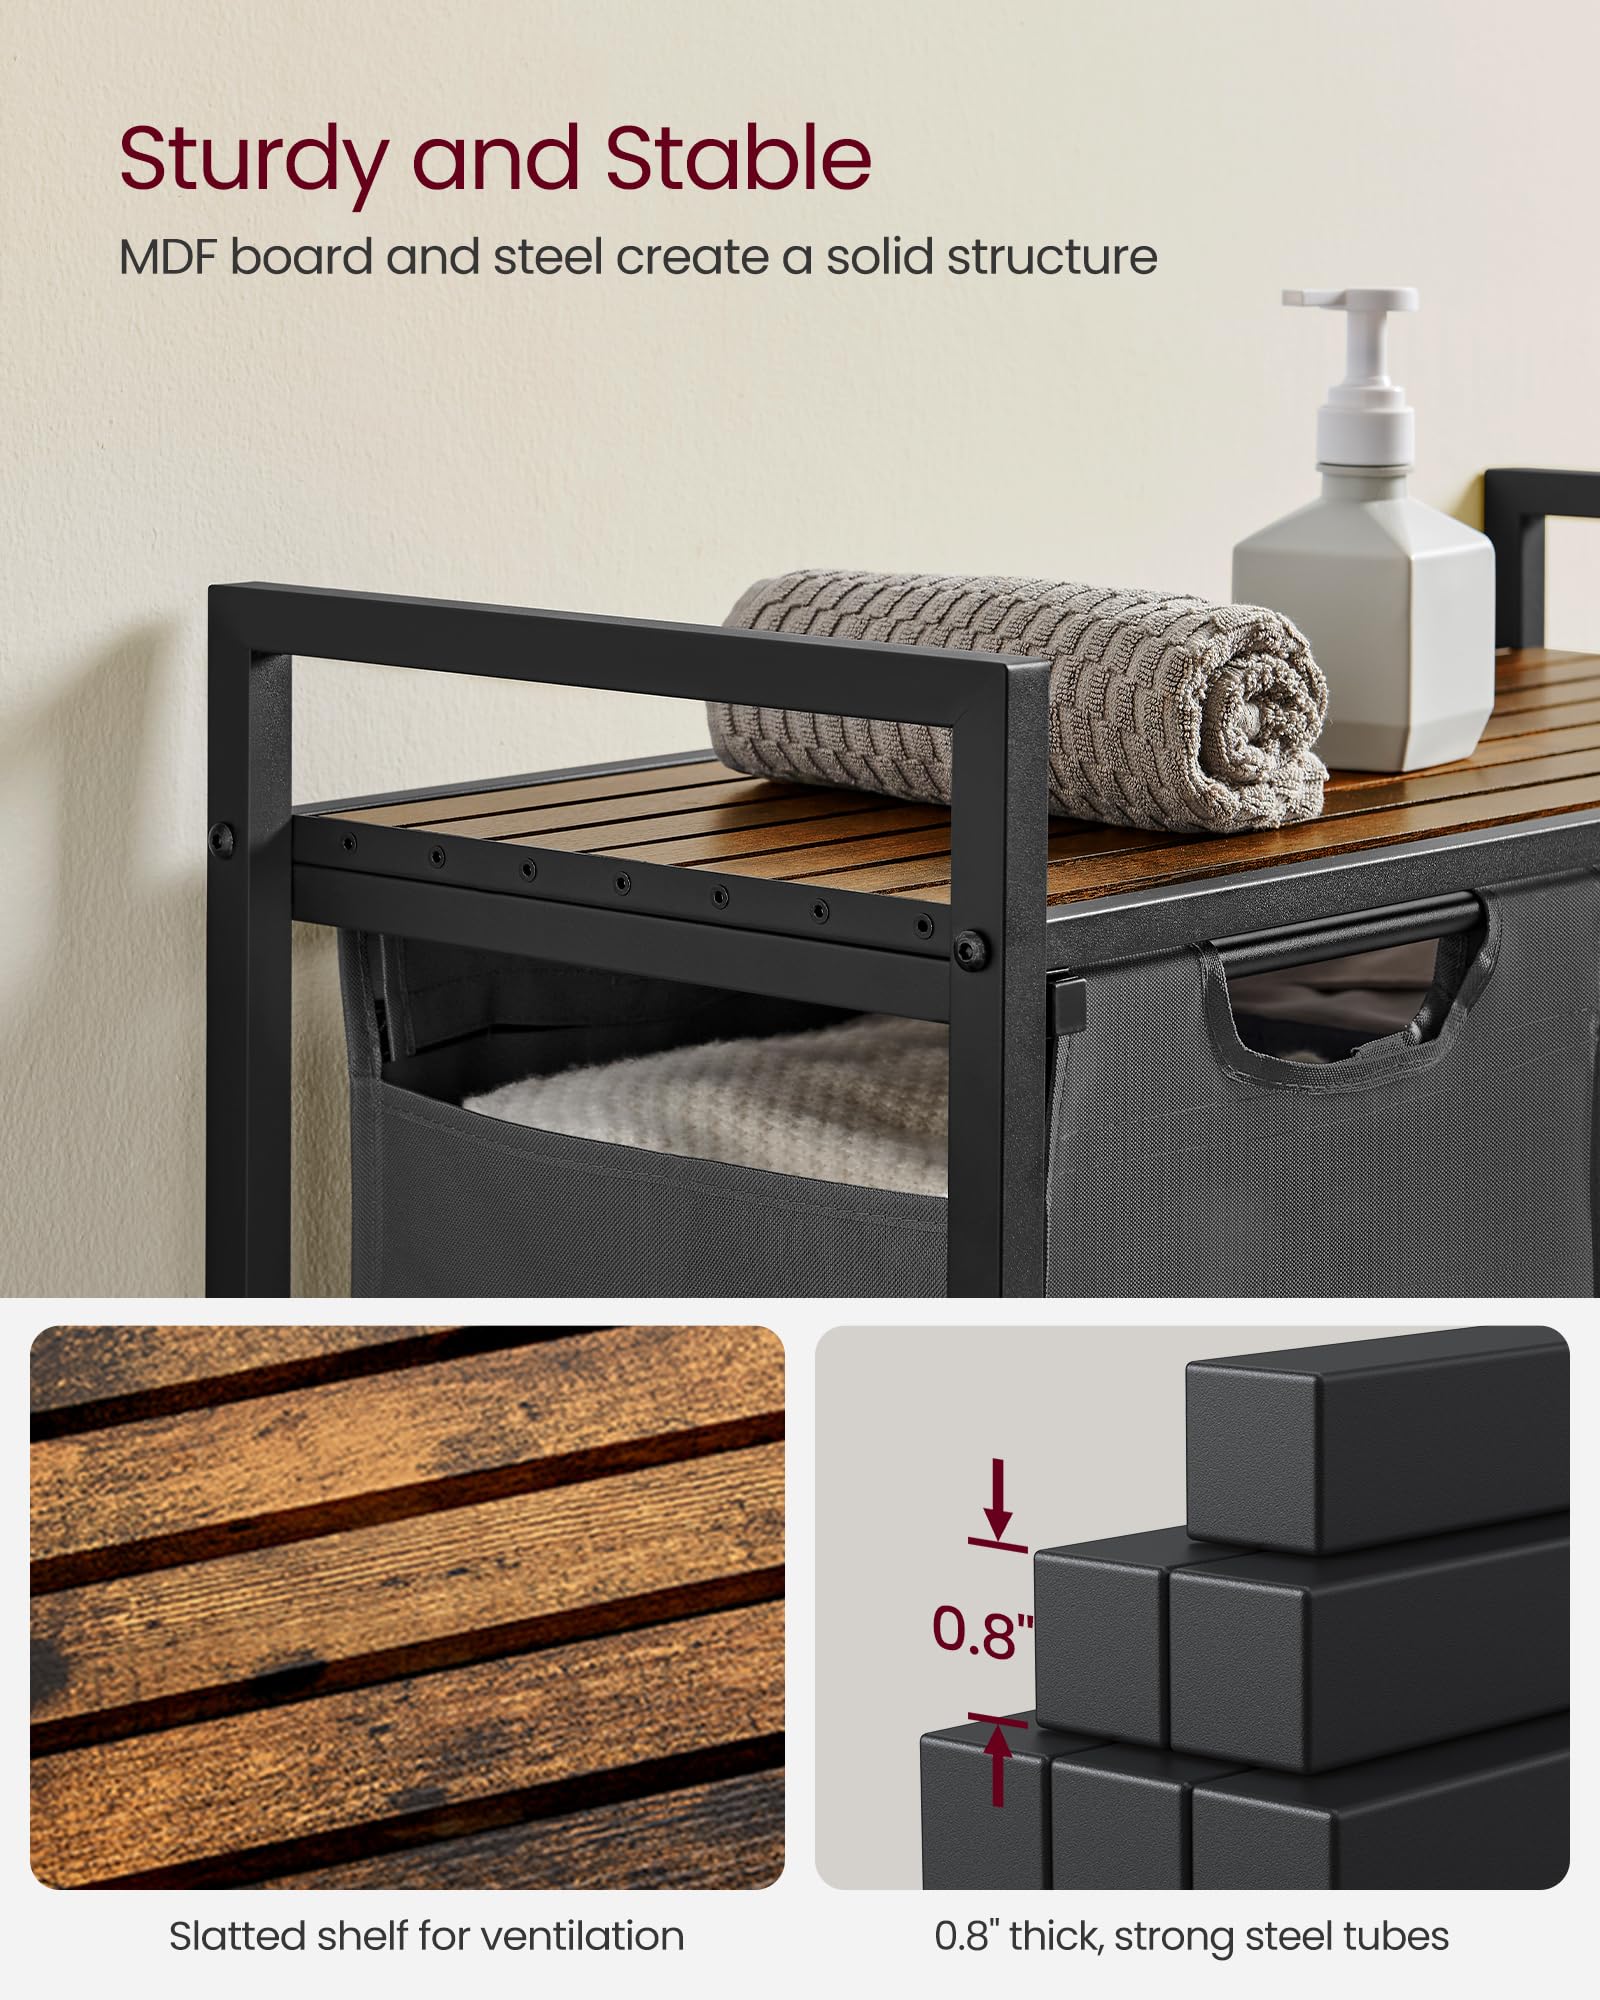 Sturdy and Stable
MDF board and steel create a solid structure
0.8"
Slatted shelf for ventilation
0.8" thick, strong steel tubes